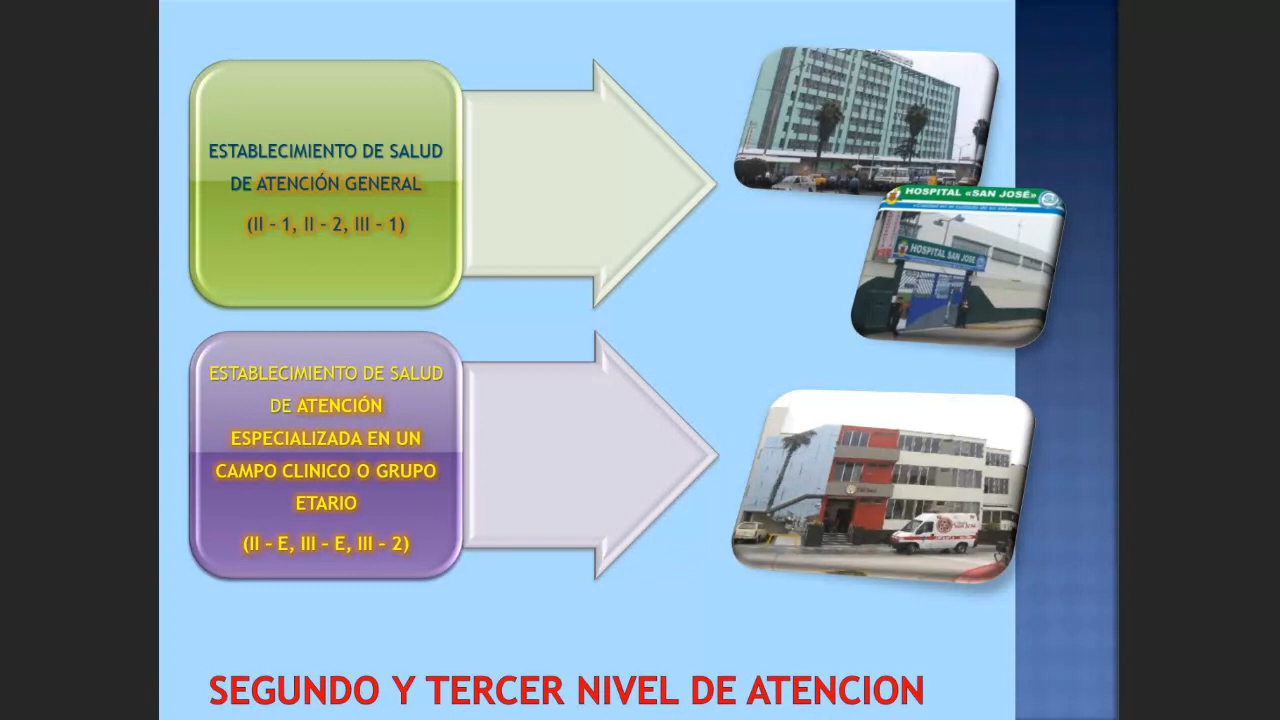 ESTABLECIMIENTO DE SALUD
DE ATENCIÓN GENERAL
(II – 1, II – 2, III – 1)
HOSPITAL «SAN JOSÉ»
HOSPITAL SAN JOSE
ESTABLECIMIENTO DE SALUD
DE ATENCIÓN
ESPECIALIZADA EN UN
CAMPO CLINICO O GRUPO
ETARIO
(II – E, III – E, III – 2)
SEGUNDO Y TERCER NIVEL DE ATENCION